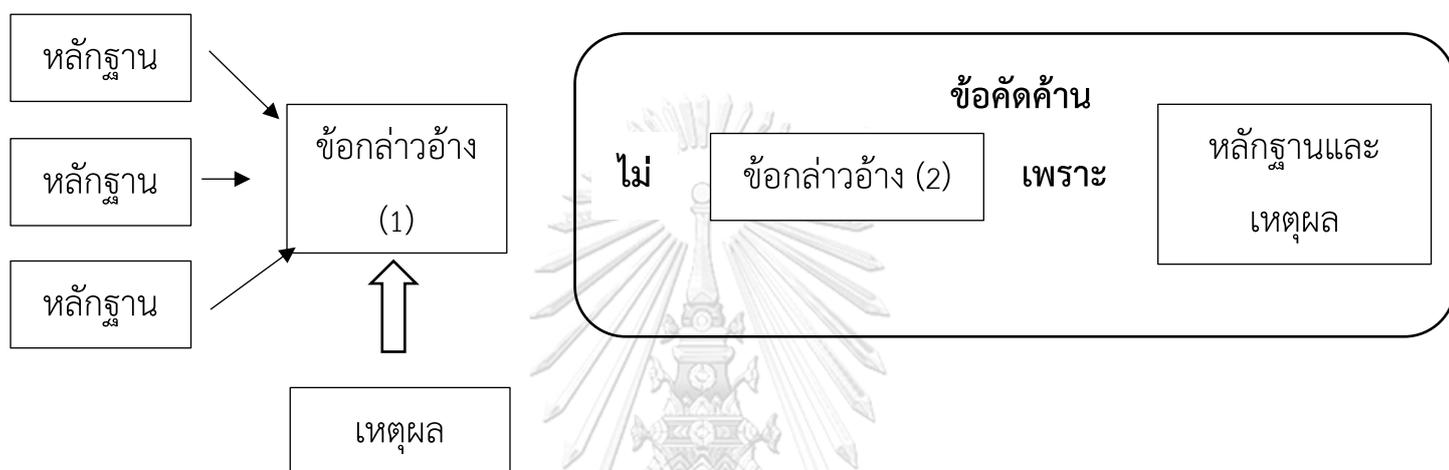 หลักฐาน
หลักฐาน
หลักฐาน
ข้อกล่าวอ้าง
(1)
เหตุผล
ข้อคัดค้าน
ไม่
ข้อกล่าวอ้าง (2)
เพราะ
หลักฐานและ
เหตุผล